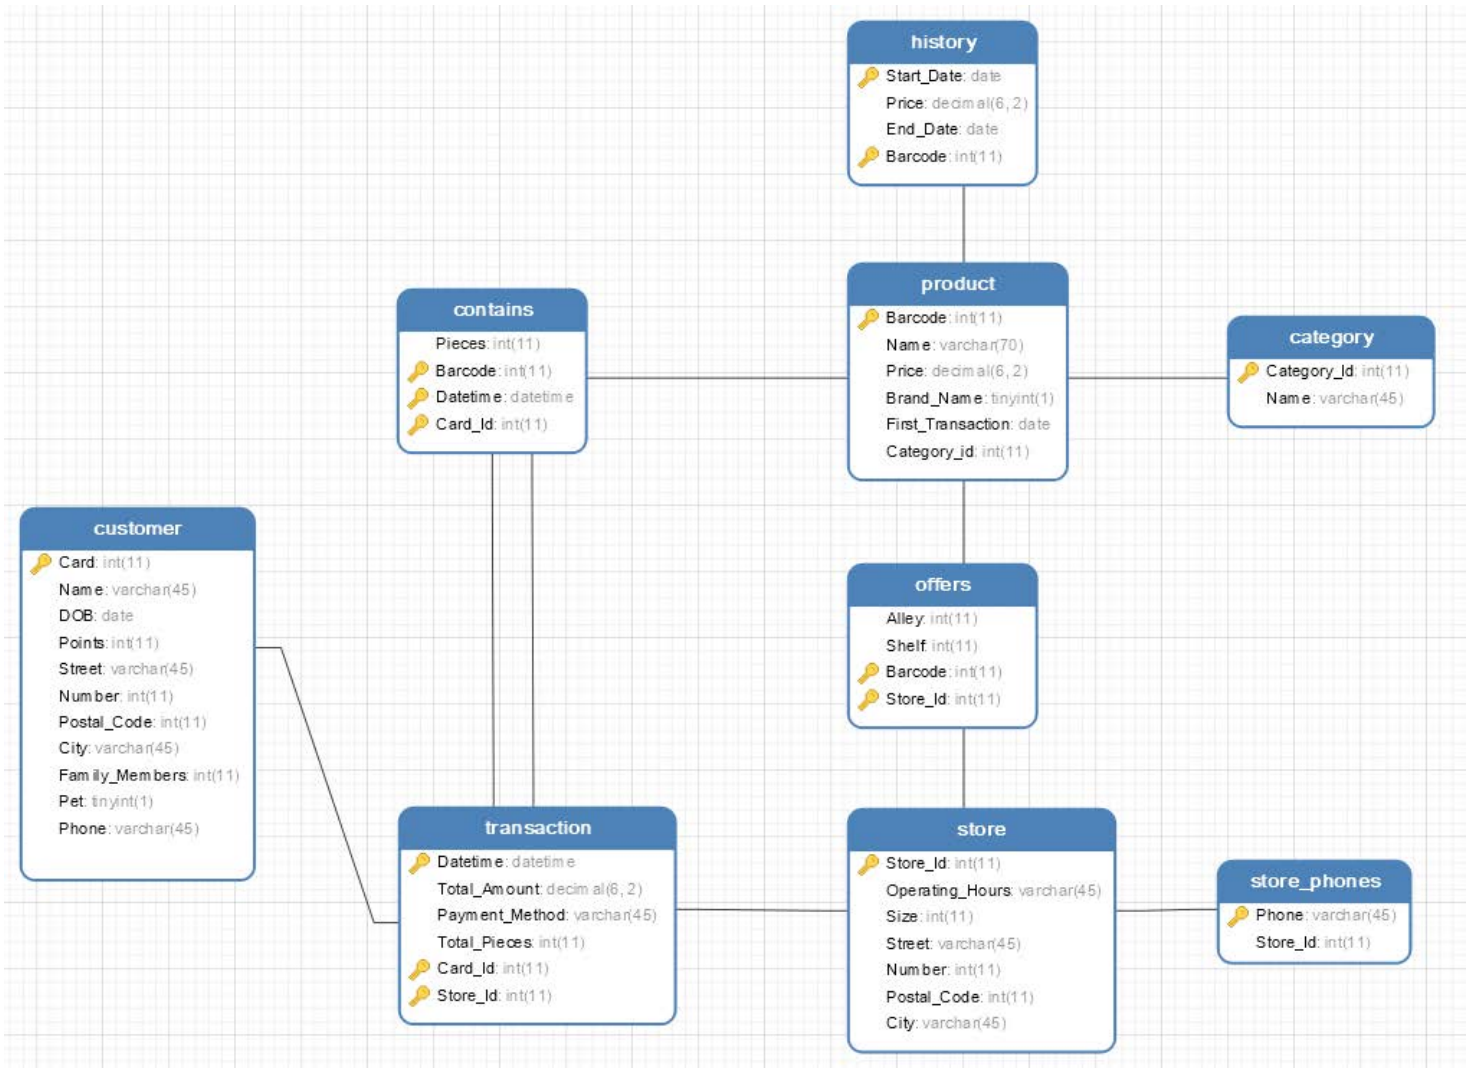 history
Start_Date: date
Price: decimal(6, 2)
End_Date: date
Barcode: int(11)
product
Barcode: int(11)
Name: varchar(70)
Price: decimal(6, 2)
Brand_Name: tinyint(1)
First_Transaction: date
Category_id: int(11)
contains
Pieces: int(11)
Barcode: int(11)
Datetime: datetime
Card_Id: int(11)
category
Category_Id: int(11)
Name: varchar(45)
customer
Card: int(11)
Name: varchar(45)
DOB: date
Points: int(11)
Street: varchar(45)
Number: int(11)
Postal_Code: int(11)
City: varchar(45)
Family_Members: int(11)
Pet: tinyint(1)
Phone: varchar(45)
offers
Alley: int(11)
Shelf: int(11)
Barcode: int(11)
Store_Id: int(11)
transaction
Datetime: datetime
Total_Amount: decimal(6, 2)
Payment_Method: varchar(45)
Total_Pieces: int(11)
Card_Id: int(11)
Store_Id: int(11)
store
Store_Id: int(11)
Operating_Hours: varchar(45)
Size: int(11)
Street: varchar(45)
Number: int(11)
Postal_Code: int(11)
City: varchar(45)
store_phones
Phone: varchar(45)
Store_Id: int(11)